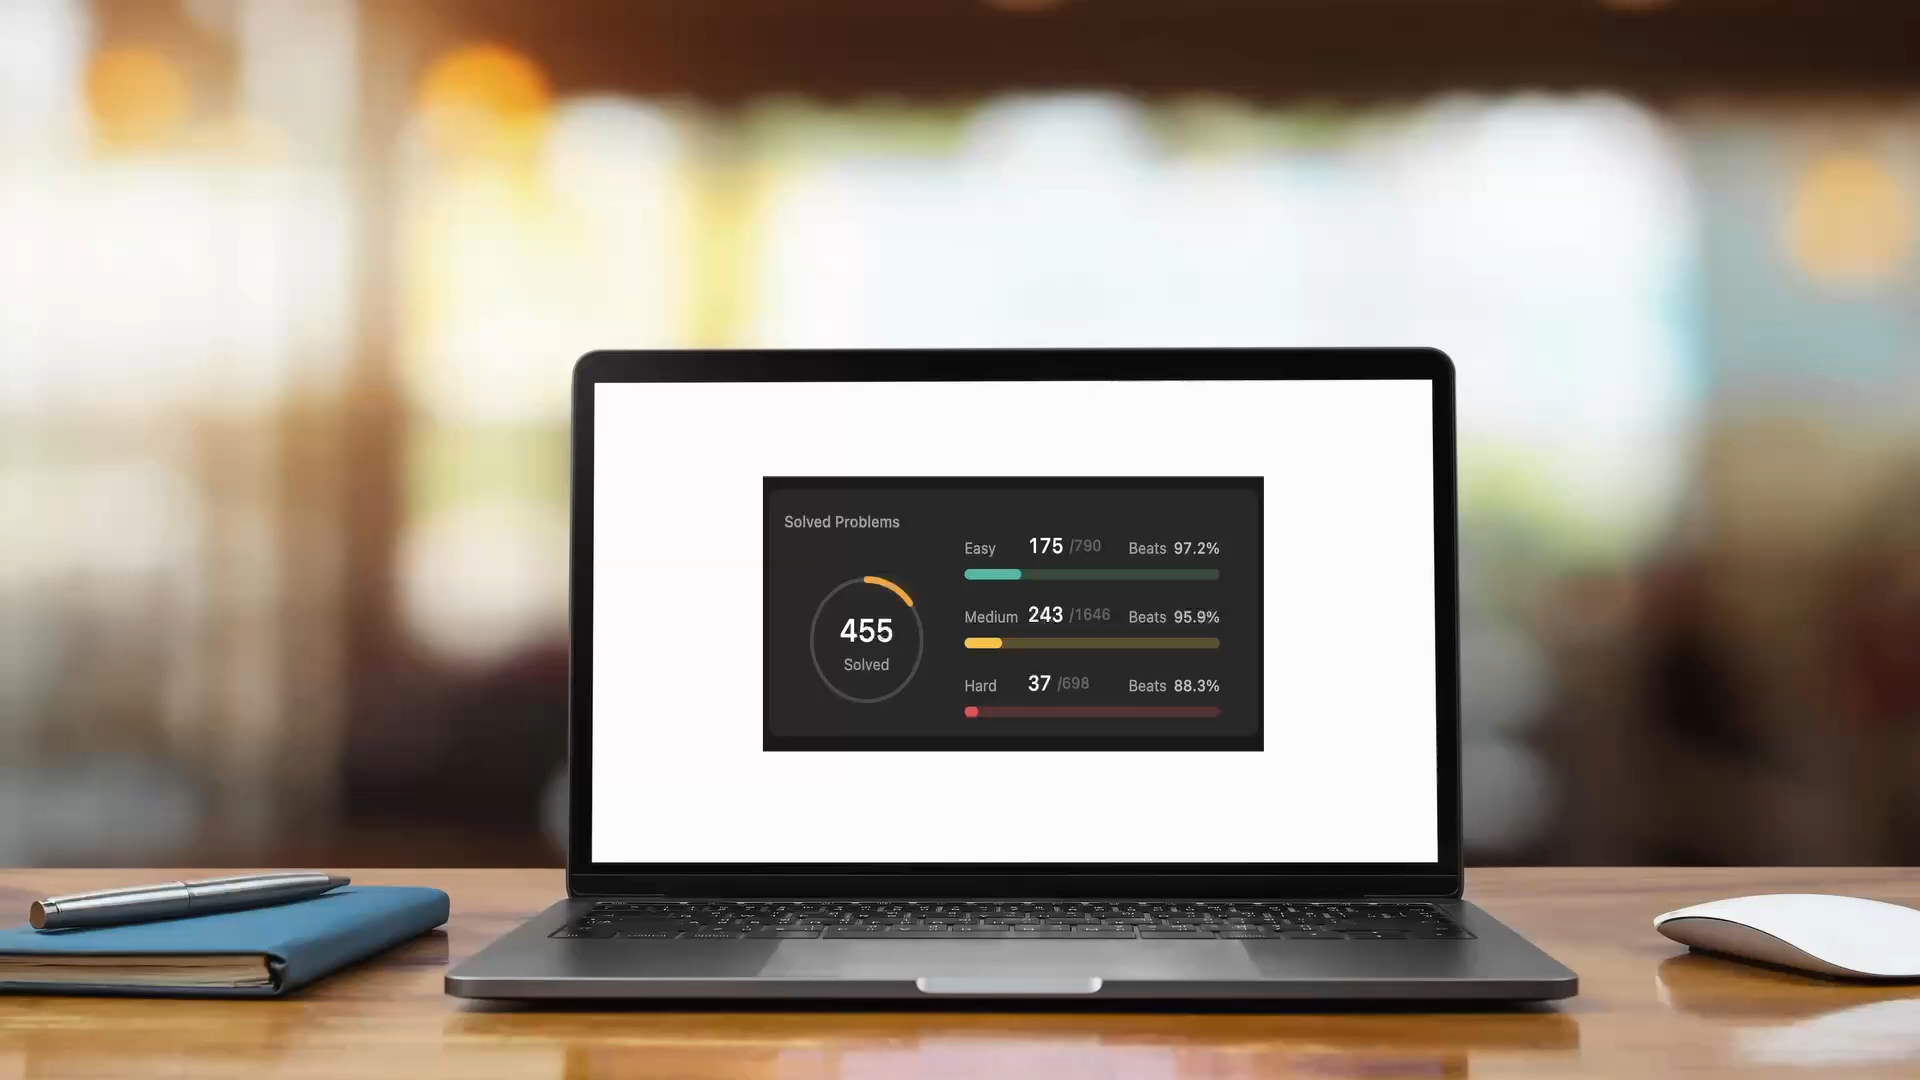 Solved Problems
455
Solved
Easy 175 /790 Beats 97.2%
Medium 243 /1646 Beats 95.9%
Hard 37 /698 Beats 88.3%